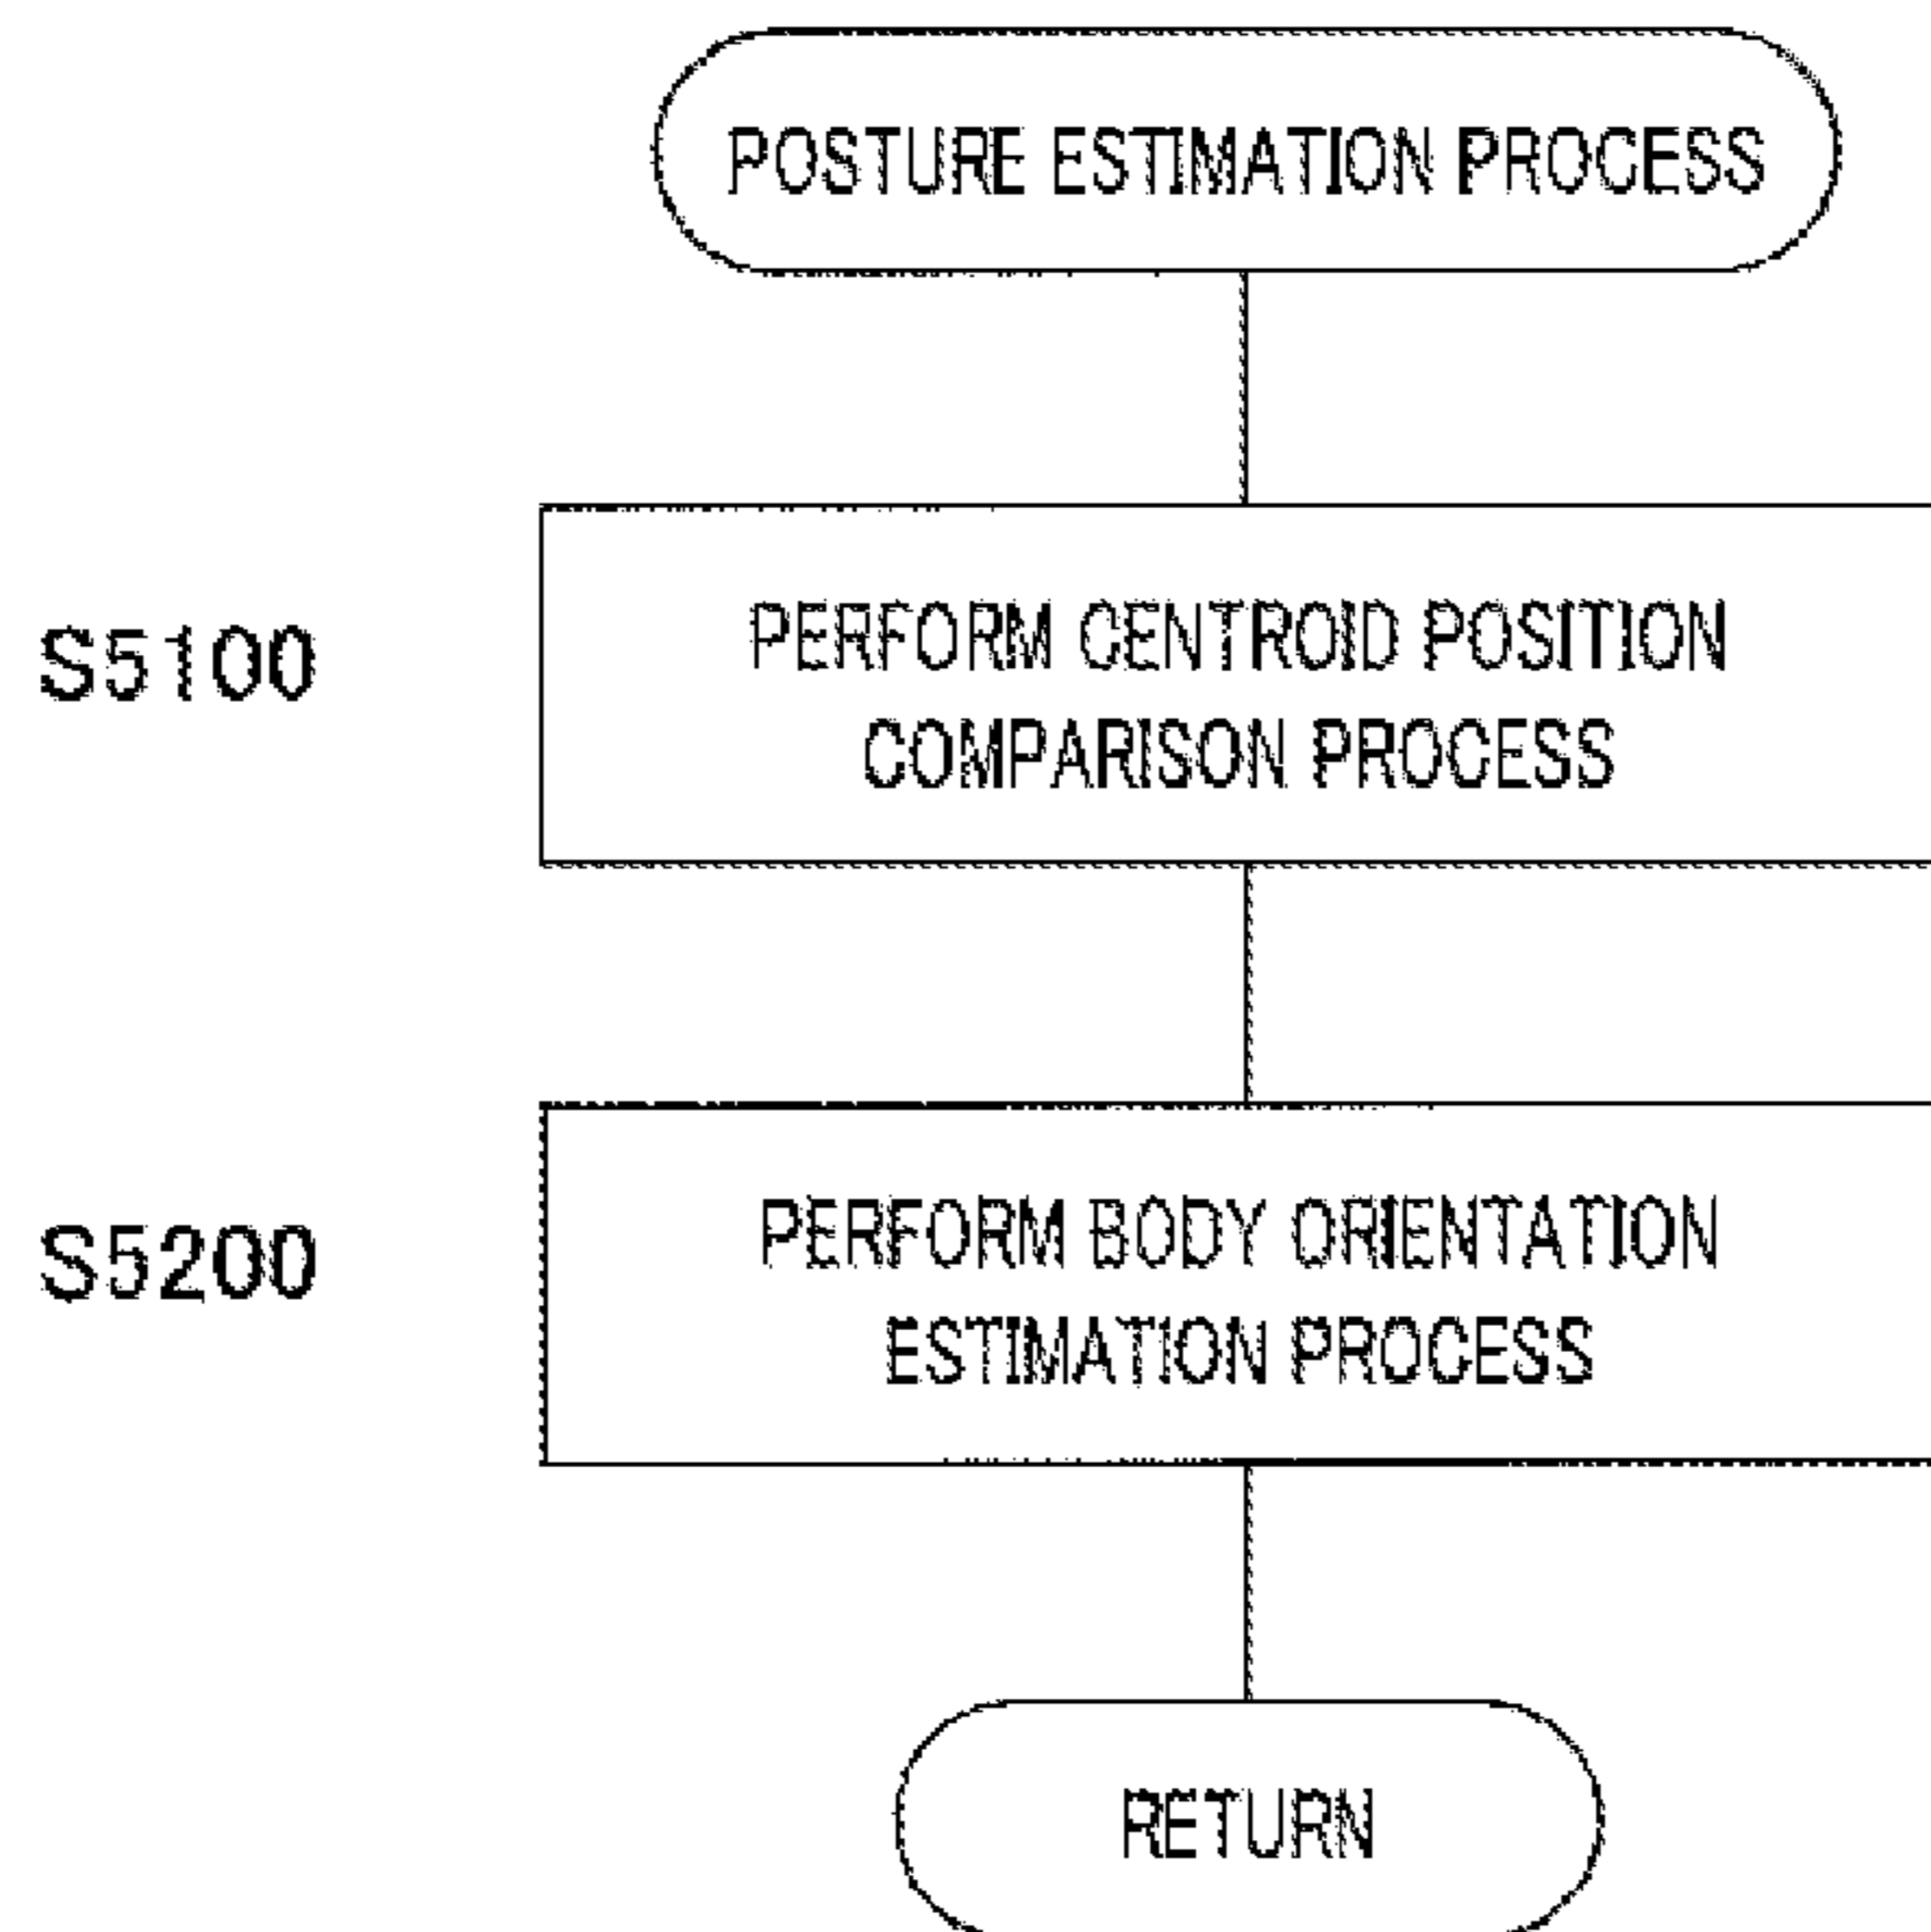 POSTURE ESTIMATION PROCESS
S5100
PERFORM CENTROID POSITION
COMPARISON PROCESS
S5200
PERFORM BODY ORIENTATION
ESTIMATION PROCESS
RETURN